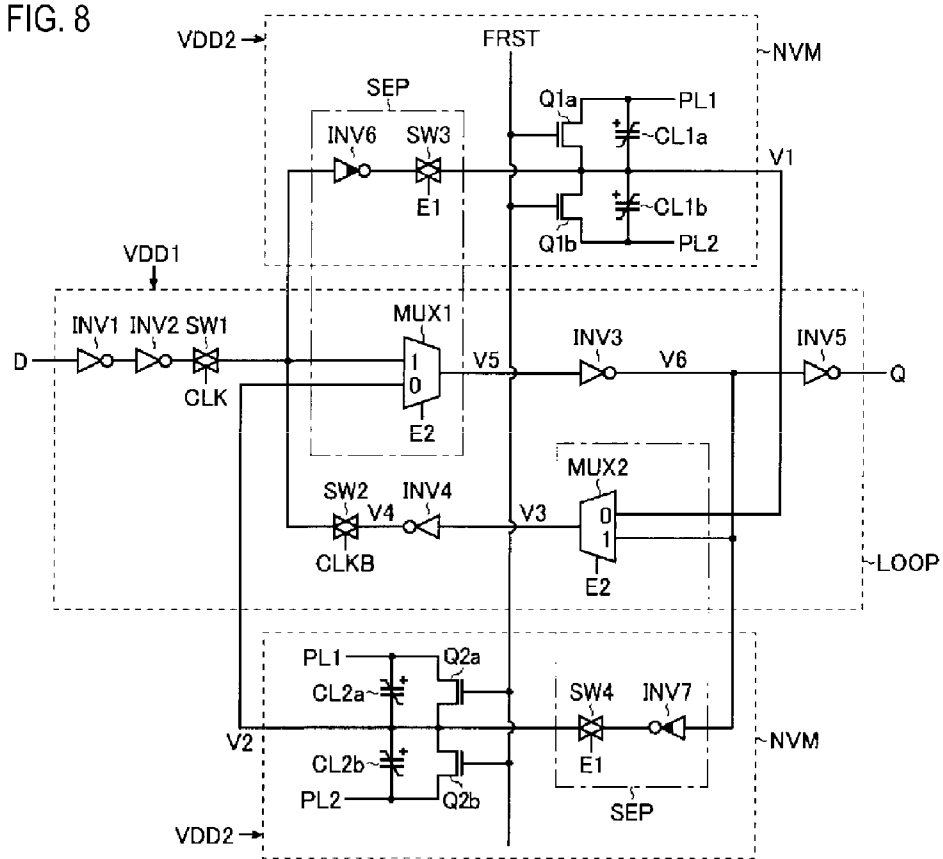 FIG. 8
VDD2
FRST
NVM
SEP
Q1a
PL1
INV6
SW3
CL1a
V1
E1
CL1b
Q1b
PL2
VDD1
INV1
INV2
SW1
MUX1
INV3
INV5
D
1
V5
V6
Q
0
CLK
E2
MUX2
SW2
INV4
V4
V3
0
1
CLKB
E2
LOOP
PL1
Q2a
CL2a
SW4
INV7
V2
NVM
CL2b
E1
PL2
Q2b
SEP
VDD2